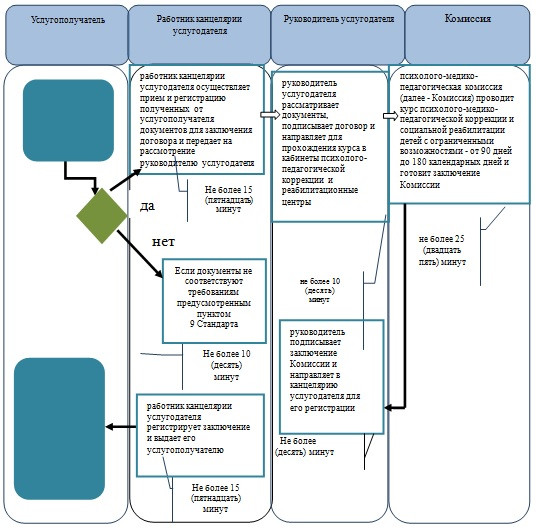 Услугополучатель
Работник канцелярии
услугодателя
Руководитель услугодателя
Комиссия
работник канцелярии
услугодателя осуществляет
прием и регистрацию
полученных от
услугополучателя
документов для заключения
договора и передает на
рассмотрение
руководителю услугодателя
руководитель
услугодателя
рассматривает
документы,
подписывает договор и
направляет для
прохождения курса в
кабинеты психолого-
педагогической
коррекции и
реабилитационные
центры
психолого-медико-
педагогическая комиссия
(далее - Комиссия) проводит
курс психолого-медико-
педагогической коррекции и
социальной реабилитации
детей с ограниченными
возможностями - от 90 дней
до 180 календарных дней и
готовит заключение
Комиссии
да
Не более 15
(пятнадцать)
минут
нет
не более 25
(двадцать
пять) минут
Если документы не
соответствуют
требованиям
предусмотренным
пунктом
9 Стандарта
не более 10
(десять)
минут
Не более 10
(десять)
минут
руководитель
подписывает
заключение
Комиссии и
направляет в
канцелярию
услугодателя для
его регистрации
работник канцелярии
услугодателя
регистрирует заключение
и выдает его
услугополучателю
Не более
(десять) минут
Не более 15
(пятнадцать)
минут